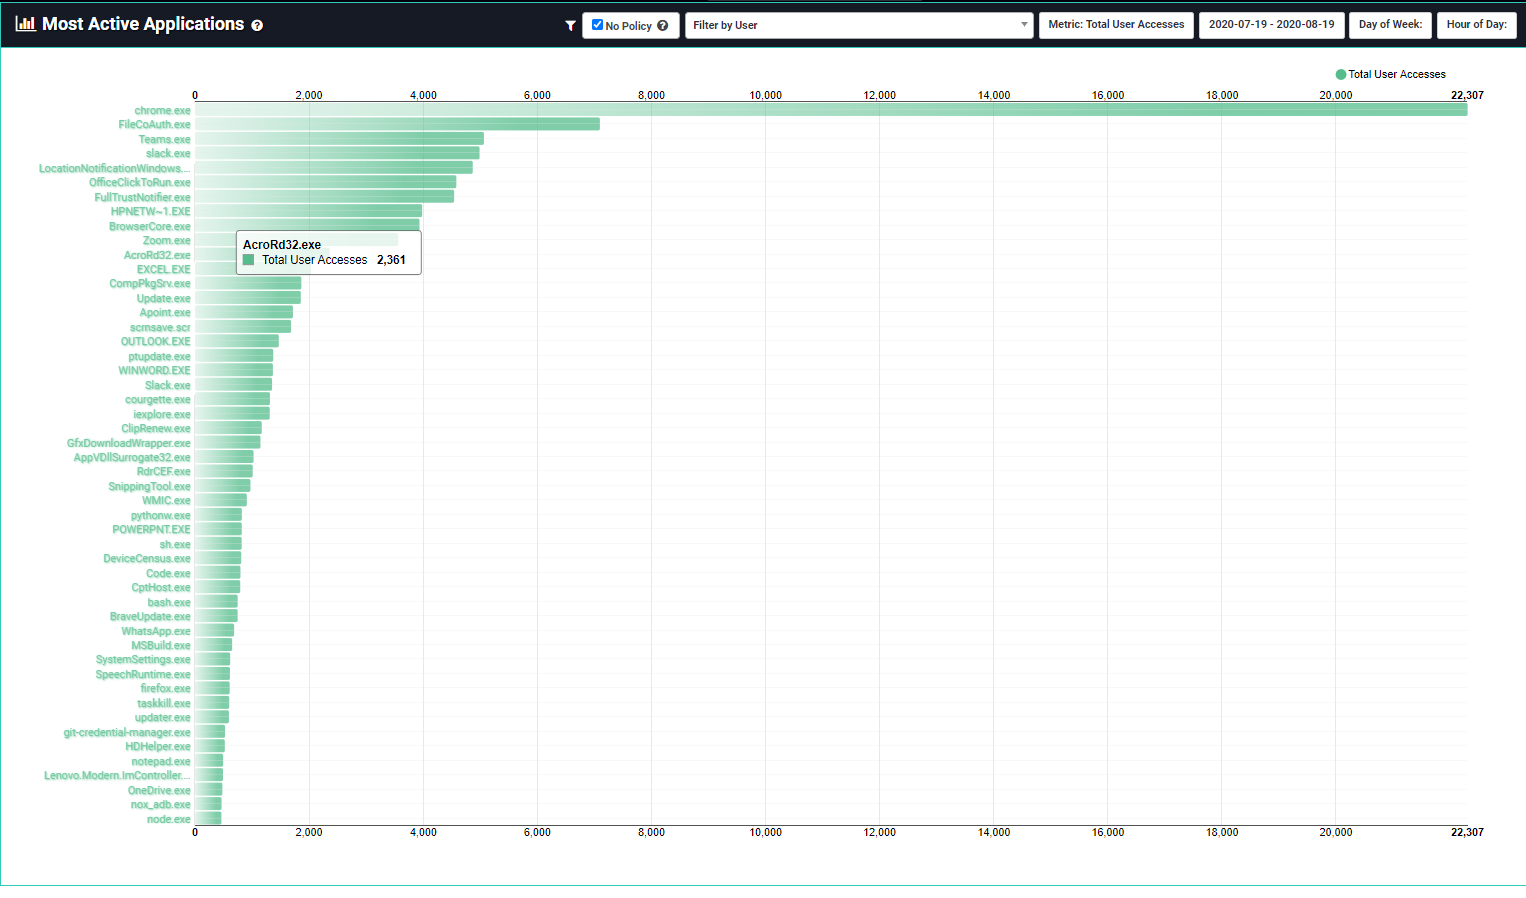 Most Active Applications
No Policy
Filter by User
Metric: Total User Accesses
2020-07-19 - 2020-08-19
Day of Week:
Hour of Day:
Total User Accesses
0 2,000 4,000 6,000 8,000 10,000 12,000 14,000 16,000 18,000 20,000 22,307
chrome.exe
FileCoAuth.exe
Teams.exe
slack.exe
LocationNotificationWindows...
OfficeClickToRun.exe
FullTrustNotifier.exe
HPNETW~1.EXE
BrowserCore.exe
Zoom.exe
AcroRd32.exe
EXCEL.EXE
AcroRd32.exe
Total User Accesses 2,361
CompPkgSrv.exe
Update.exe
Apoint.exe
scrnsave.scr
OUTLOOK.EXE
ptupdate.exe
WINWORD.EXE
Slack.exe
courgette.exe
iexplore.exe
ClipRenew.exe
GfxDownloadWrapper.exe
AppVDllSurrogate32.exe
RdrCEF.exe
SnippingTool.exe
WMIC.exe
pythonw.exe
POWERPNT.EXE
sh.exe
DeviceCensus.exe
Code.exe
CptHost.exe
bash.exe
BraveUpdate.exe
WhatsApp.exe
MSBuild.exe
SystemSettings.exe
SpeechRuntime.exe
firefox.exe
taskkill.exe
updater.exe
git-credential-manager.exe
HDHelper.exe
notepad.exe
Lenovo.Modern.ImController...
OneDrive.exe
nox_adb.exe
node.exe
0 2,000 4,000 6,000 8,000 10,000 12,000 14,000 16,000 18,000 20,000 22,307